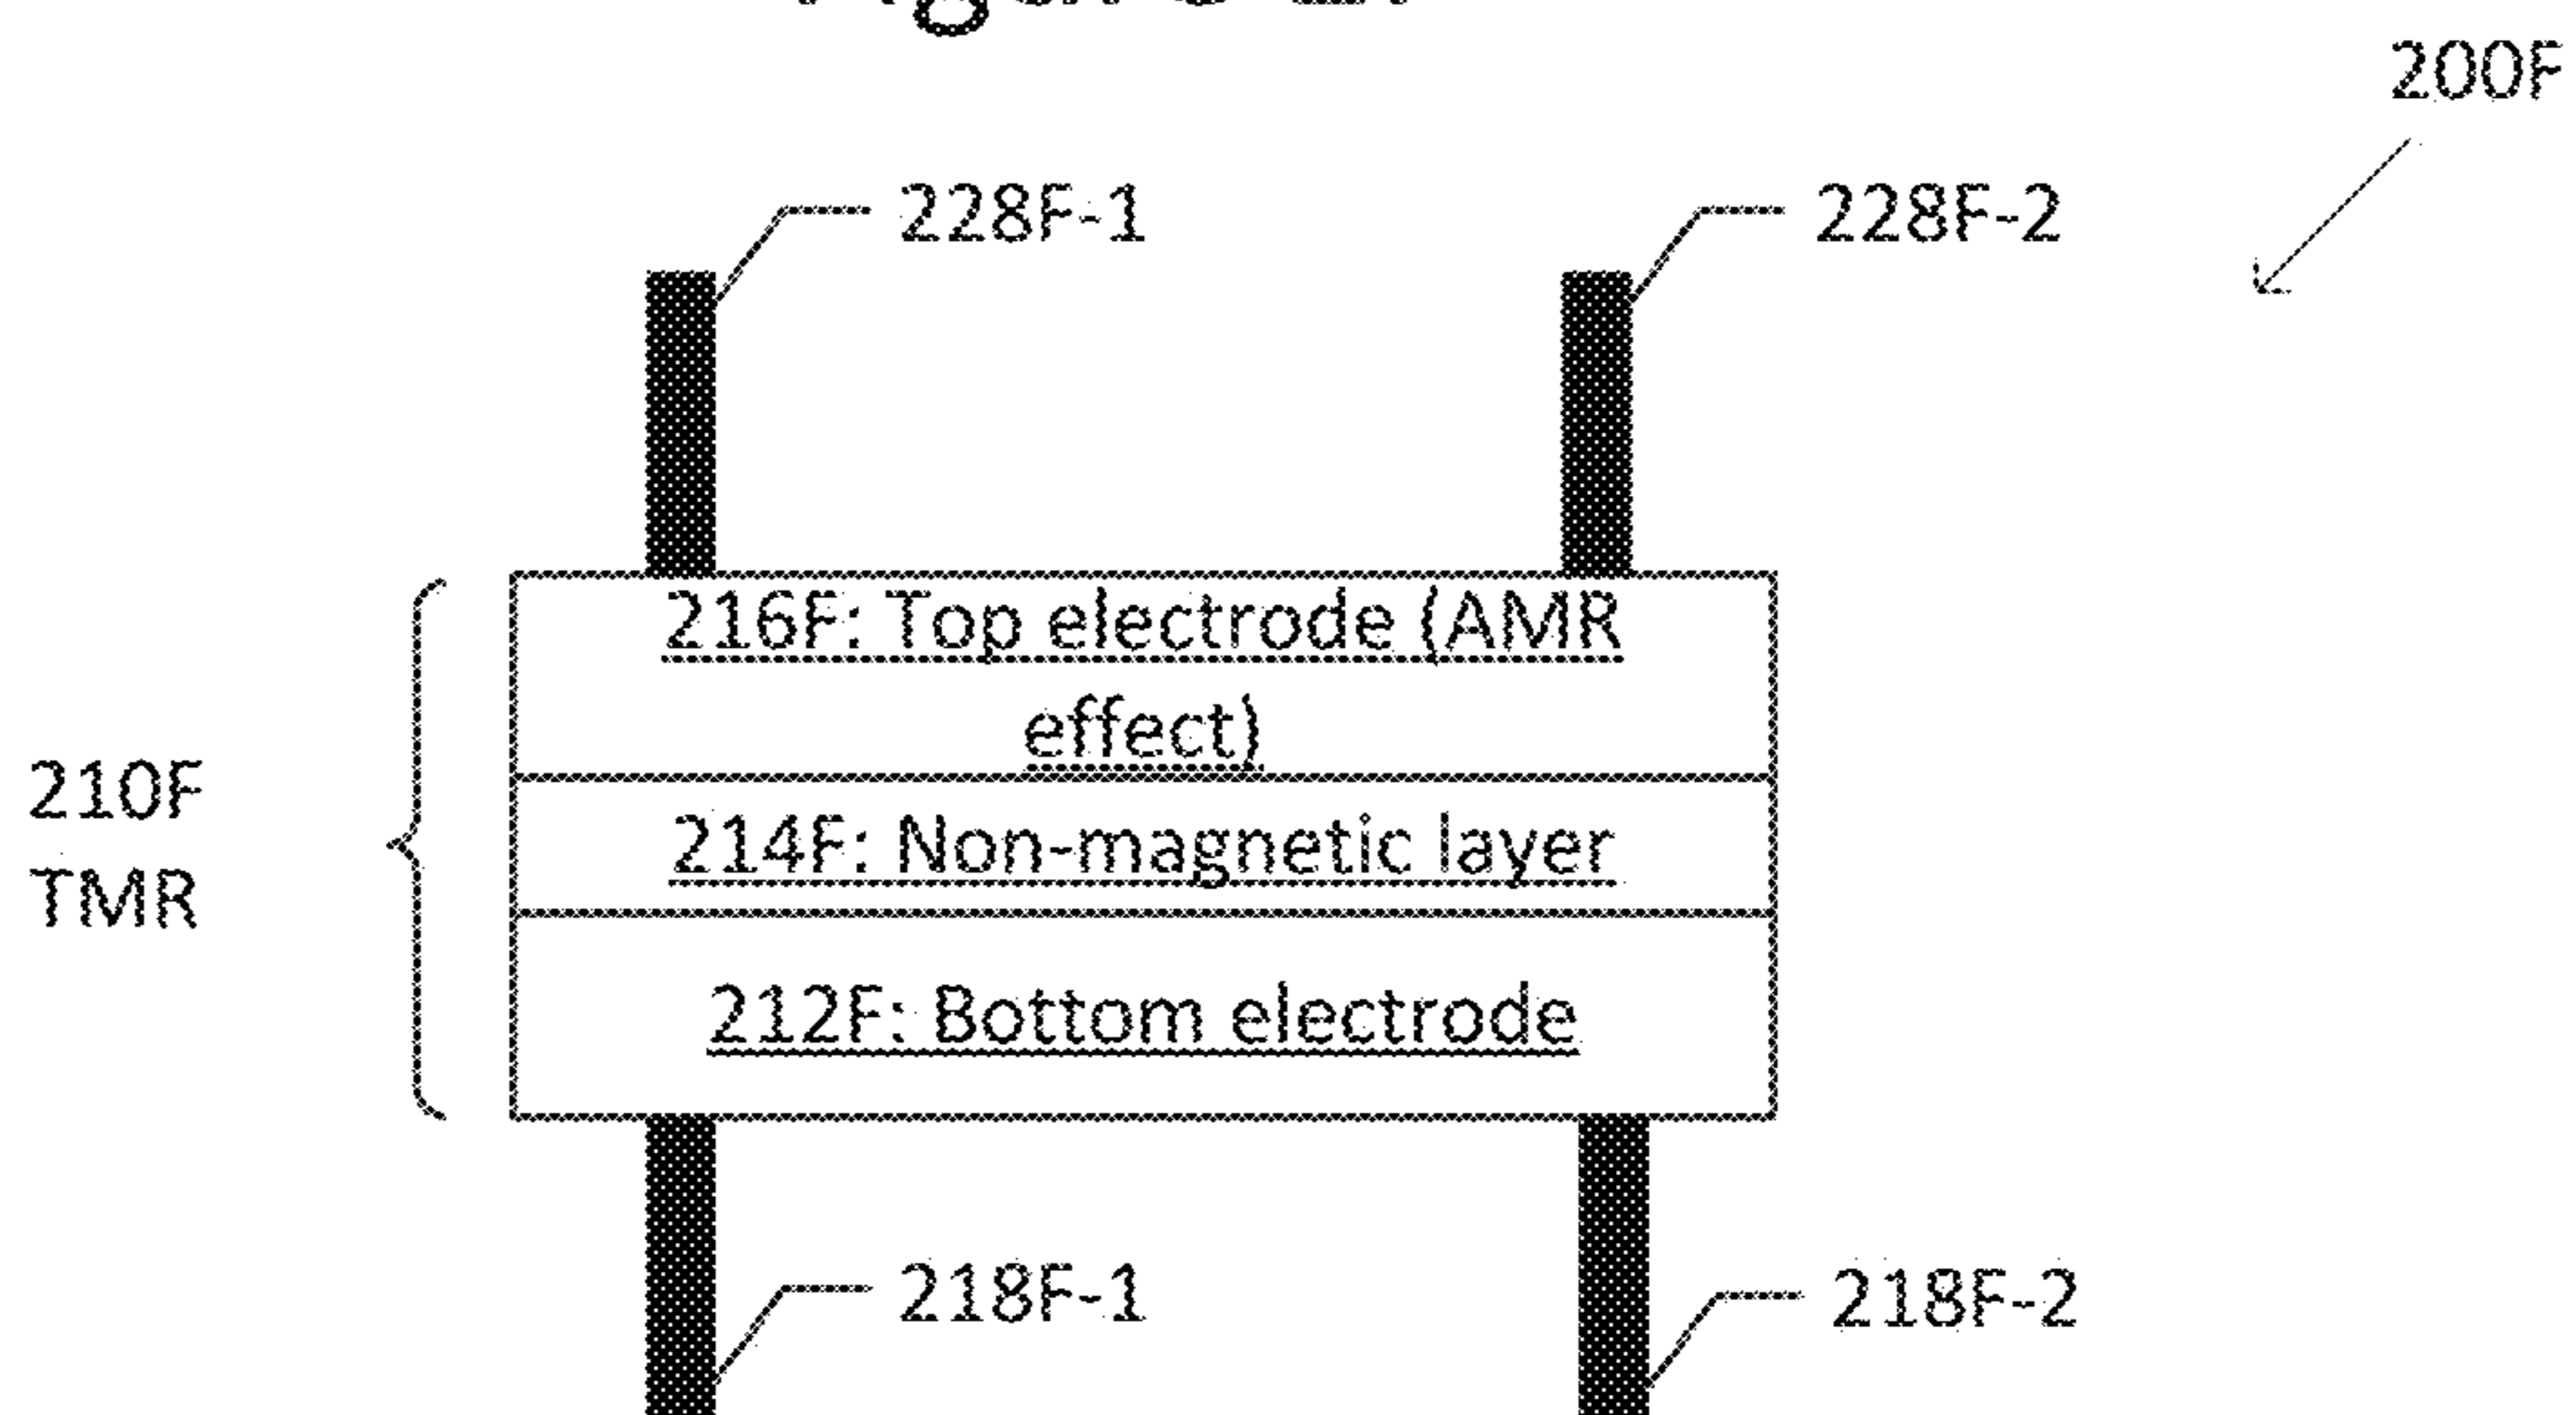 200F
228F-1
228F-2
216F: Top electrode (AMR
effect)
210F
TMR
214F: Non-magnetic layer
212F: Bottom electrode
218F-1
218F-2